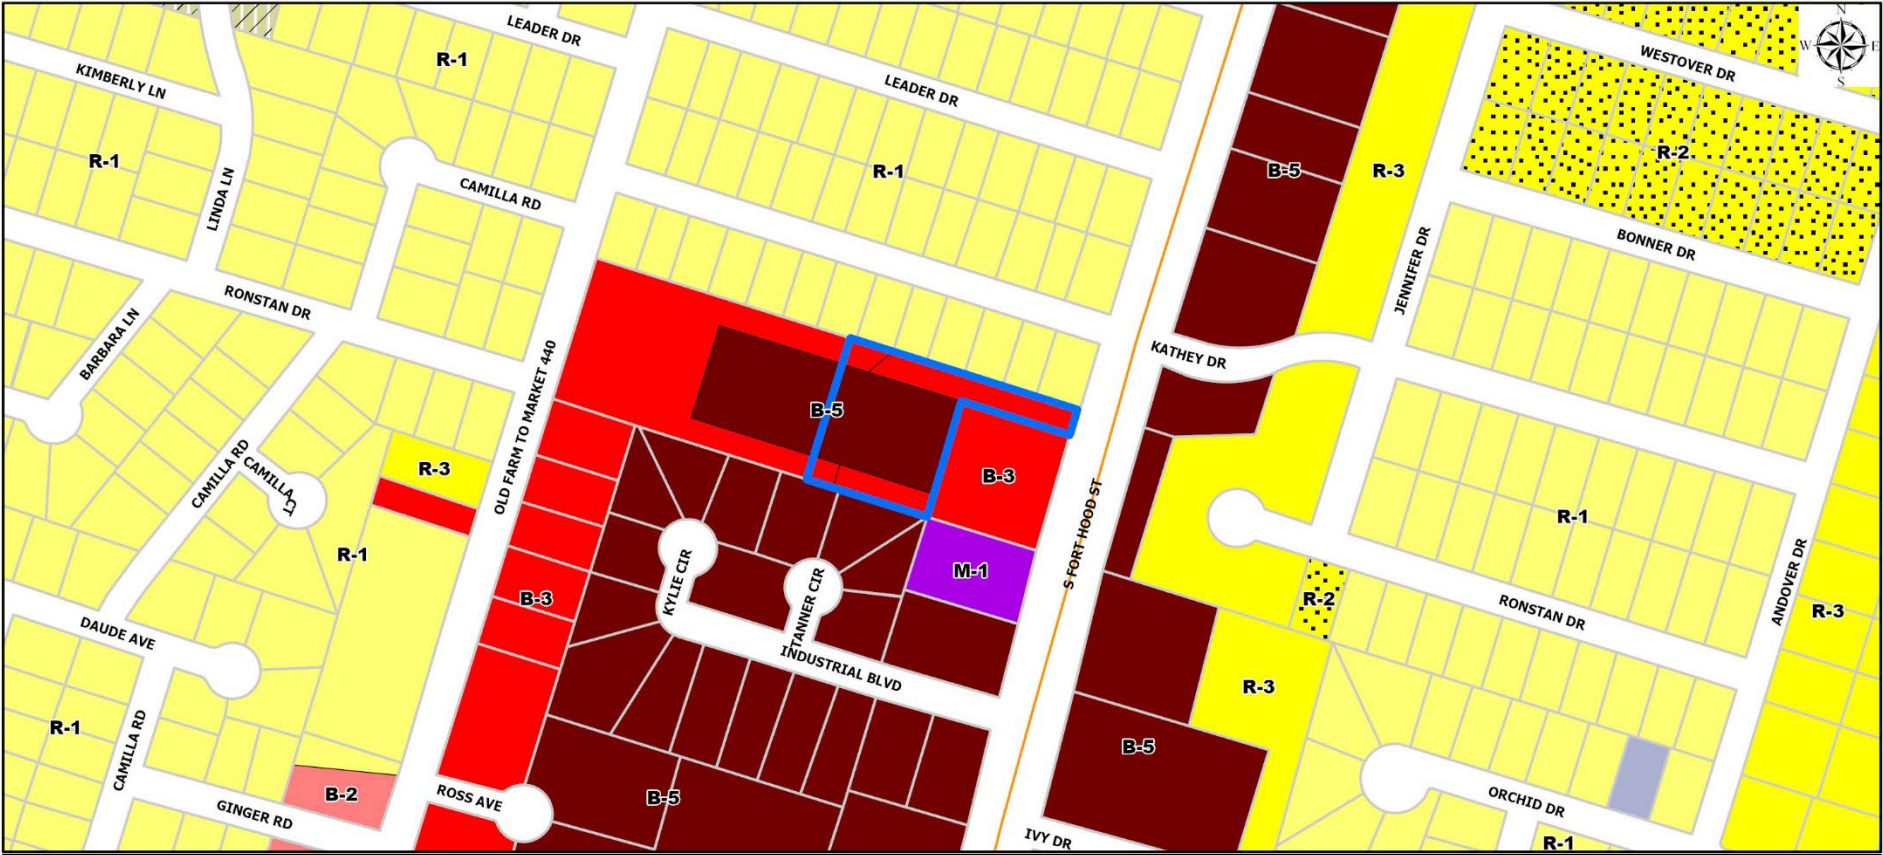 LEADER DR
R-1
KIMBERLY LN
LEADER DR
WESTOVER DR
N
W
E
S
R-1
LINDA LN
CAMILLA RD
R-1
B-5
R-3
R-2
BONNER DR
JENNIFER DR
RONSTAN DR
BARBARA LN
OLD FARM TO MARKET 440
KATHEY DR
B-5
CAMILLA RD
CAMILLA CT
R-3
B-3
S FORT HOOD ST
R-1
R-1
KYLIE CIR
TANNER CIR
M-1
B-3
R-2
RONSTAN DR
ANDOVER DR
R-3
DAUDE AVE
INDUSTRIAL BLVD
R-3
R-1
CAMILLA RD
B-5
B-2
ROSS AVE
B-5
GINGER RD
ORCHID DR
IVY DR
R-1